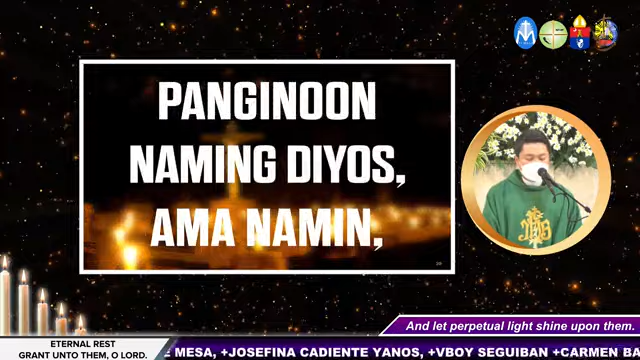 PANGINOON
NAMING DIYOS,
AMA NAMIN,
And let perpetual light shine upon them.
ETERNAL REST
GRANT UNTO THEM, O LORD.
E MESA, +JOSEFINA CADIENTE YANOS, +VBOY SEGUIBAN +CARMEN B